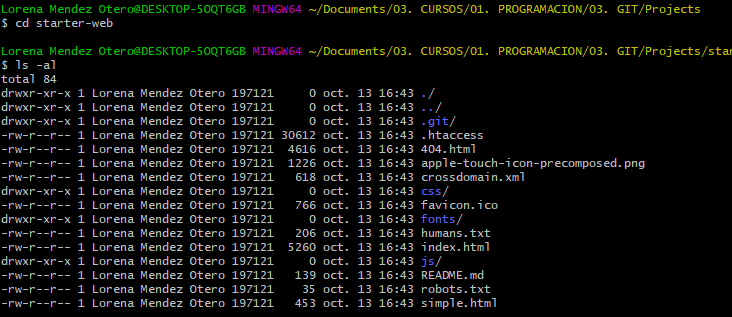 Lorena Mendez Otero@DESKTOP-5OQT6GB MINGW64 ~/Documents/03. CURSOS/01. PROGRAMACION/03. GIT/Projects
$ cd starter-web
Lorena Mendez Otero@DESKTOP-5OQT6GB MINGW64 ~/Documents/03. CURSOS/01. PROGRAMACION/03. GIT/Projects/star
$ ls -al
total 84
drwxr-xr-x 1 Lorena Mendez Otero 197121     0 oct. 13 16:43 ./
drwxr-xr-x 1 Lorena Mendez Otero 197121     0 oct. 13 16:43 ../
drwxr-xr-x 1 Lorena Mendez Otero 197121     0 oct. 13 16:43 .git/
-rw-r--r-- 1 Lorena Mendez Otero 197121 30612 oct. 13 16:43 .htaccess
-rw-r--r-- 1 Lorena Mendez Otero 197121  4616 oct. 13 16:43 404.html
-rw-r--r-- 1 Lorena Mendez Otero 197121  1226 oct. 13 16:43 apple-touch-icon-precomposed.png
-rw-r--r-- 1 Lorena Mendez Otero 197121   618 oct. 13 16:43 crossdomain.xml
drwxr-xr-x 1 Lorena Mendez Otero 197121     0 oct. 13 16:43 css/
-rw-r--r-- 1 Lorena Mendez Otero 197121   766 oct. 13 16:43 favicon.ico
drwxr-xr-x 1 Lorena Mendez Otero 197121     0 oct. 13 16:43 fonts/
-rw-r--r-- 1 Lorena Mendez Otero 197121   206 oct. 13 16:43 humans.txt
-rw-r--r-- 1 Lorena Mendez Otero 197121  5260 oct. 13 16:43 index.html
drwxr-xr-x 1 Lorena Mendez Otero 197121     0 oct. 13 16:43 js/
-rw-r--r-- 1 Lorena Mendez Otero 197121   139 oct. 13 16:43 README.md
-rw-r--r-- 1 Lorena Mendez Otero 197121    35 oct. 13 16:43 robots.txt
-rw-r--r-- 1 Lorena Mendez Otero 197121   453 oct. 13 16:43 simple.html